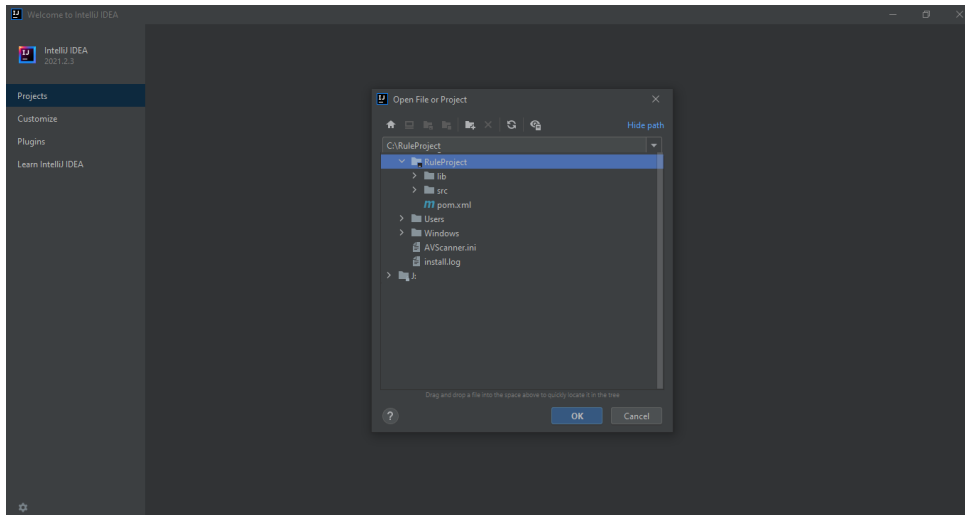 Welcome to IntelliJ IDEA
IntelliJ IDEA
2021.2.3
Projects
Customize
Plugins
Learn IntelliJ IDEA
Open File or Project
Hide path
C:\RuleProject
RuleProject
lib
src
pom.xml
Users
Windows
AVScanner.ini
install.log
J:
Drag and drop a file into the space above to quickly locate it in the tree
?
OK
Cancel